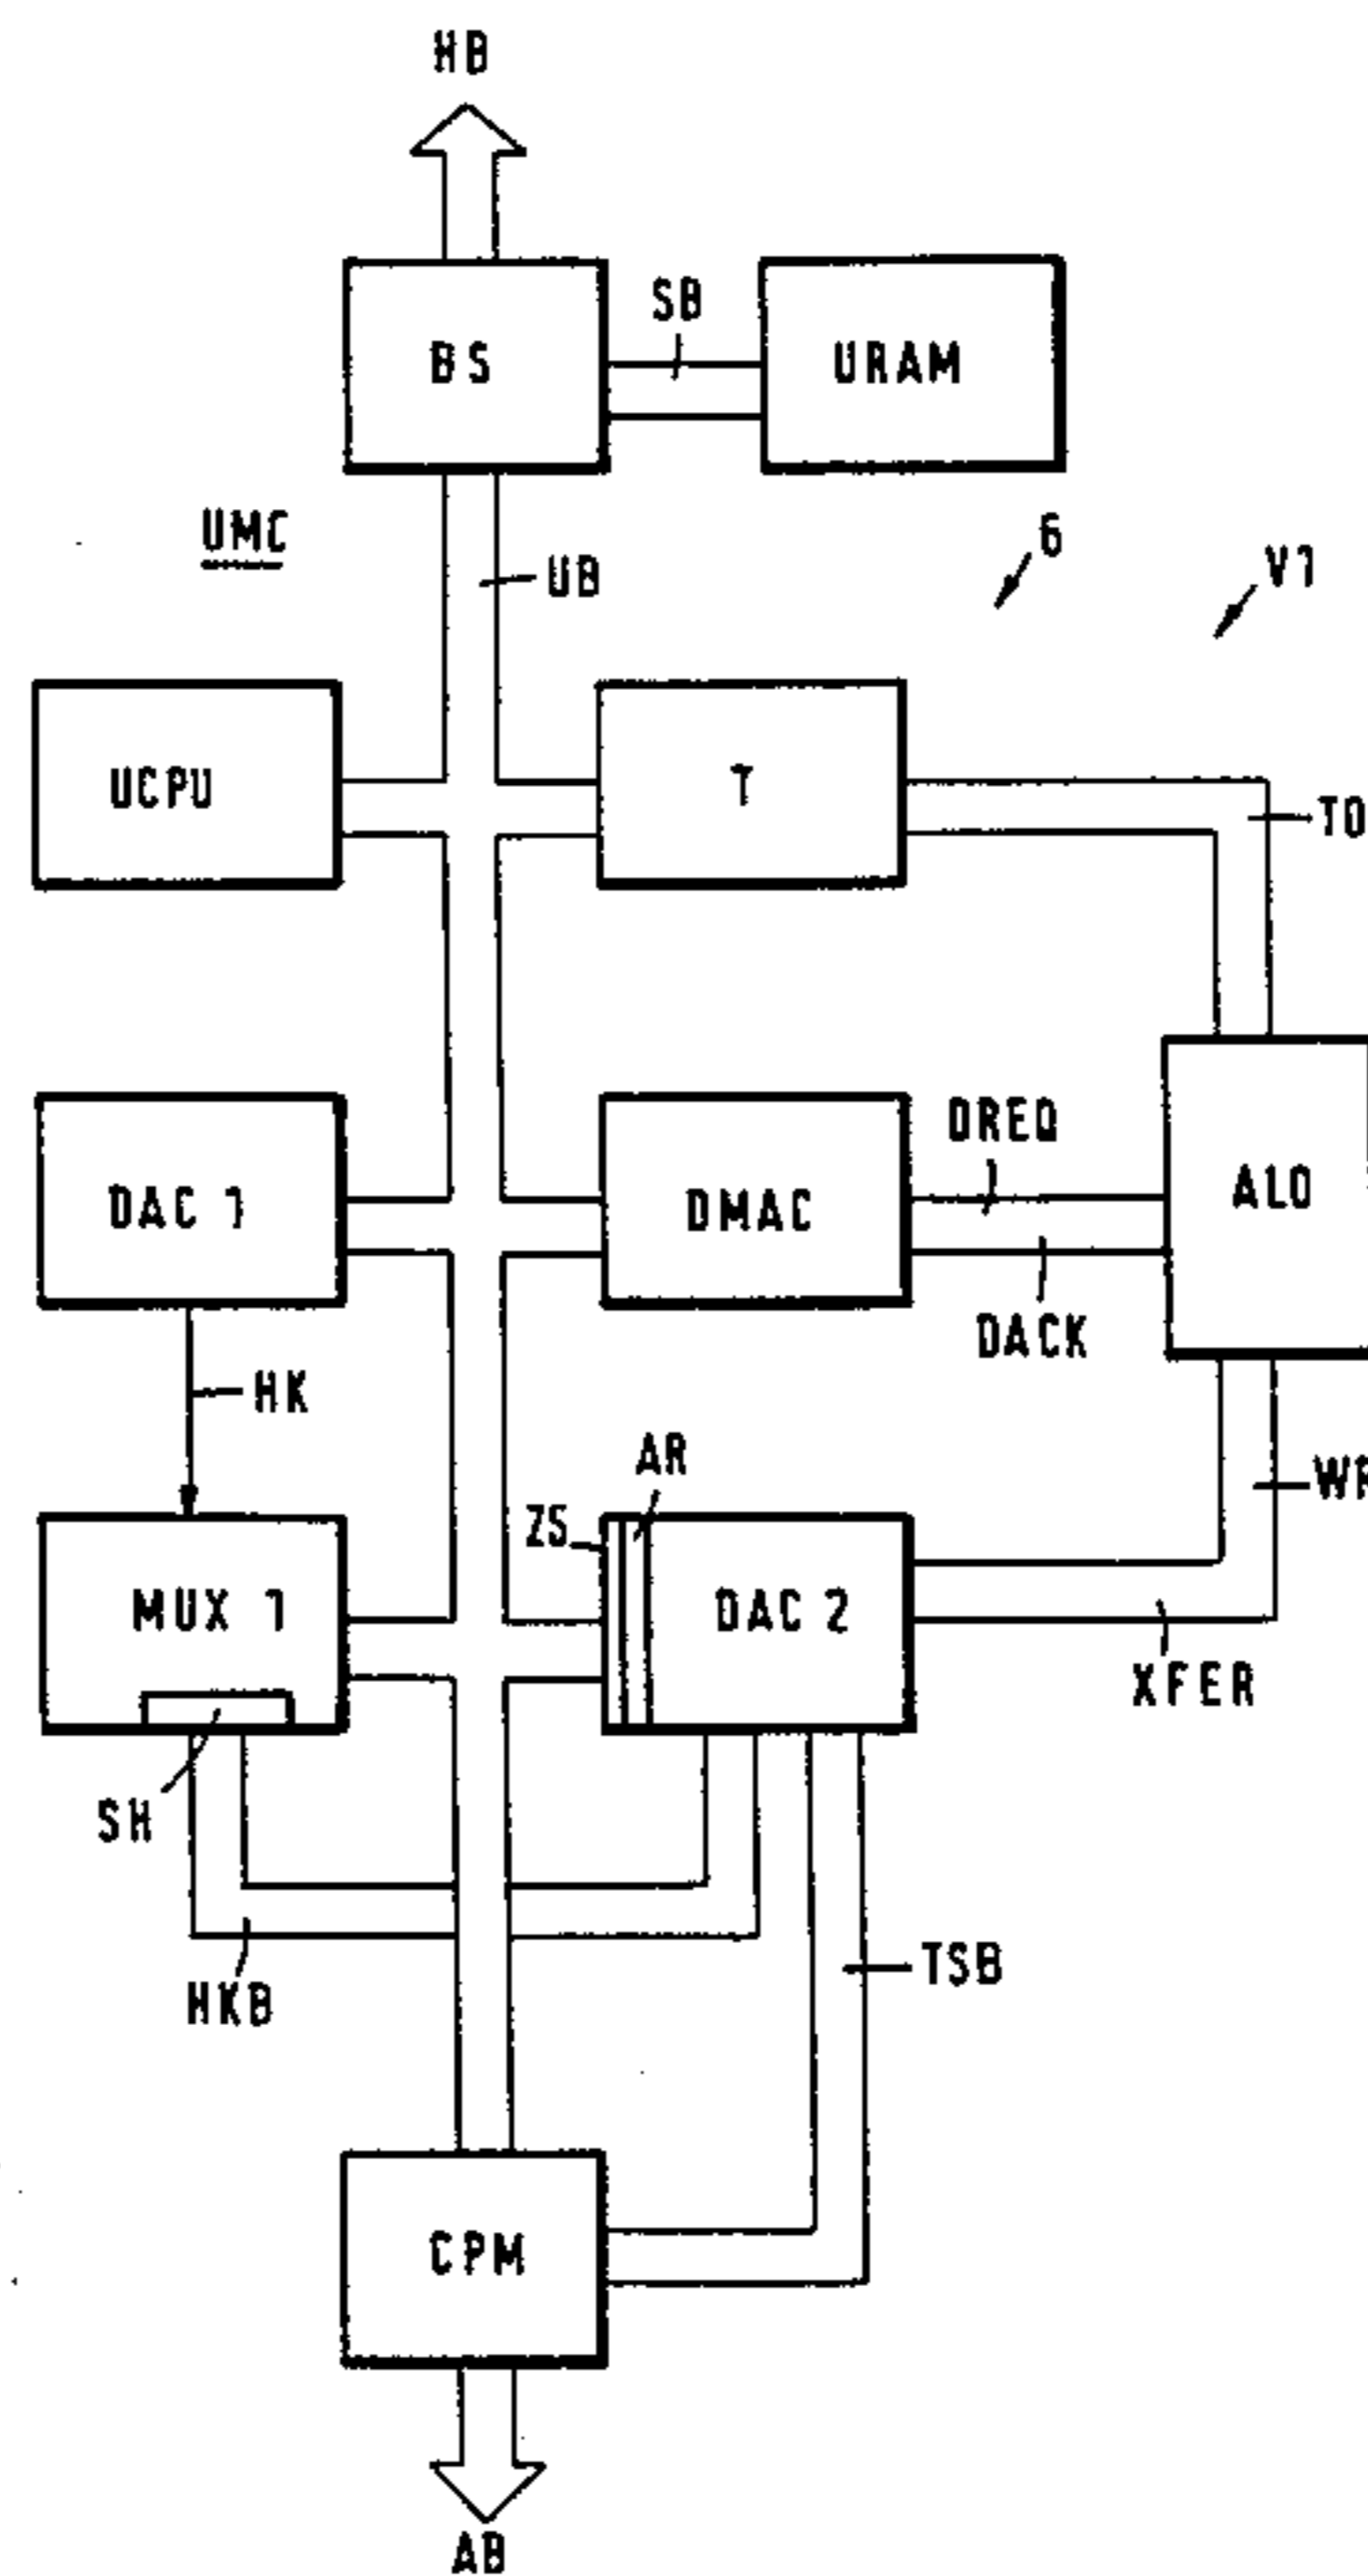 HB
SB
BS
URAM
UMC
UB
6
V1
UCPU
T
TO
DREQ
DAC 1
DMAC
ALO
DACK
HK
AR
ZS
MUX 1
DAC 2
XFER
SH
TSB
HKB
CPM
AB